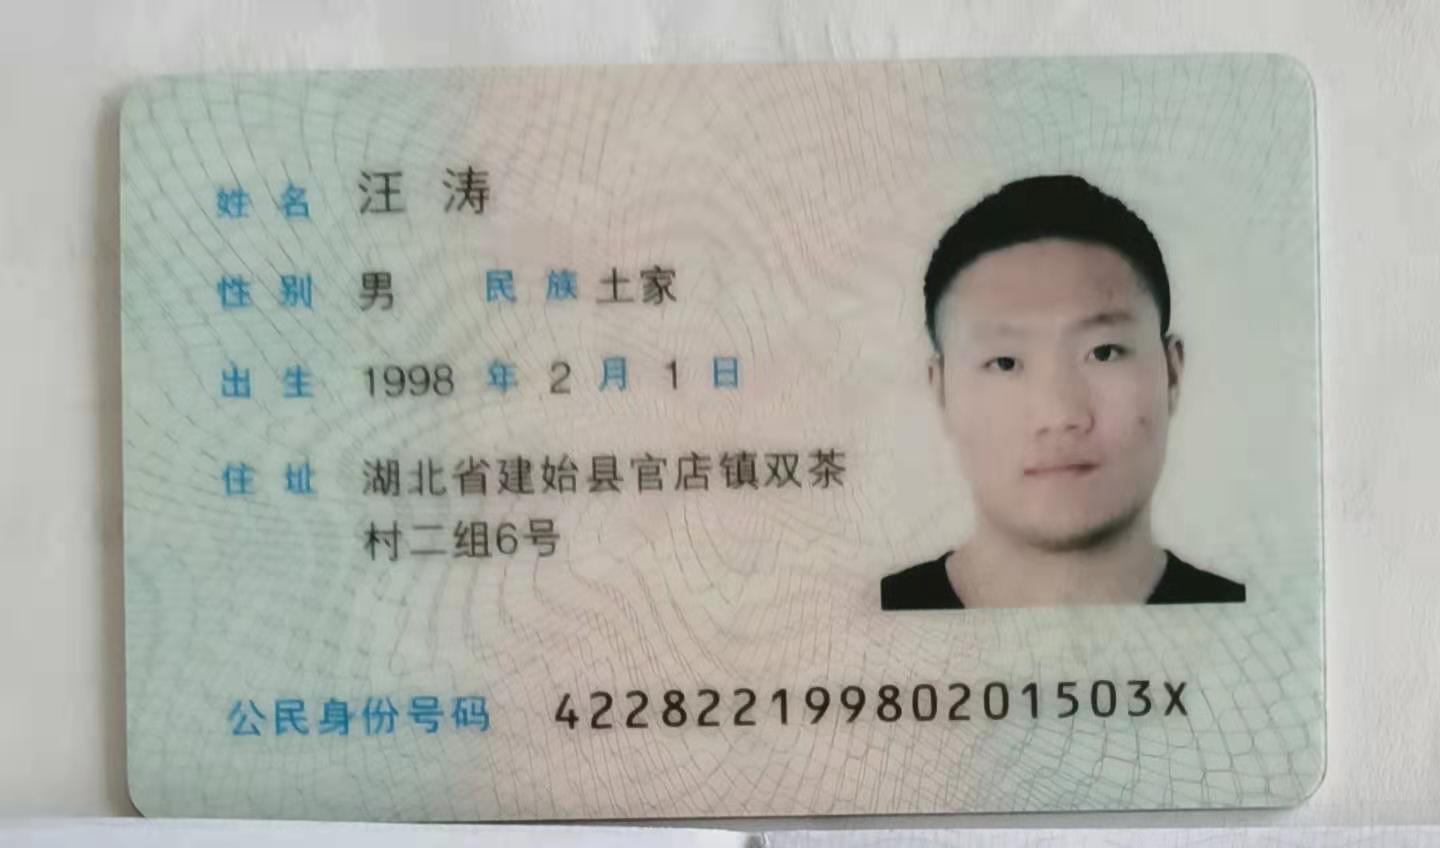 姓名 汪涛
性别 男 民族 土家
出生 1998 年 2 月 1 日
住址 湖北省建始县官店镇双茶
村二组6号
公民身份号码 42282219980201503X